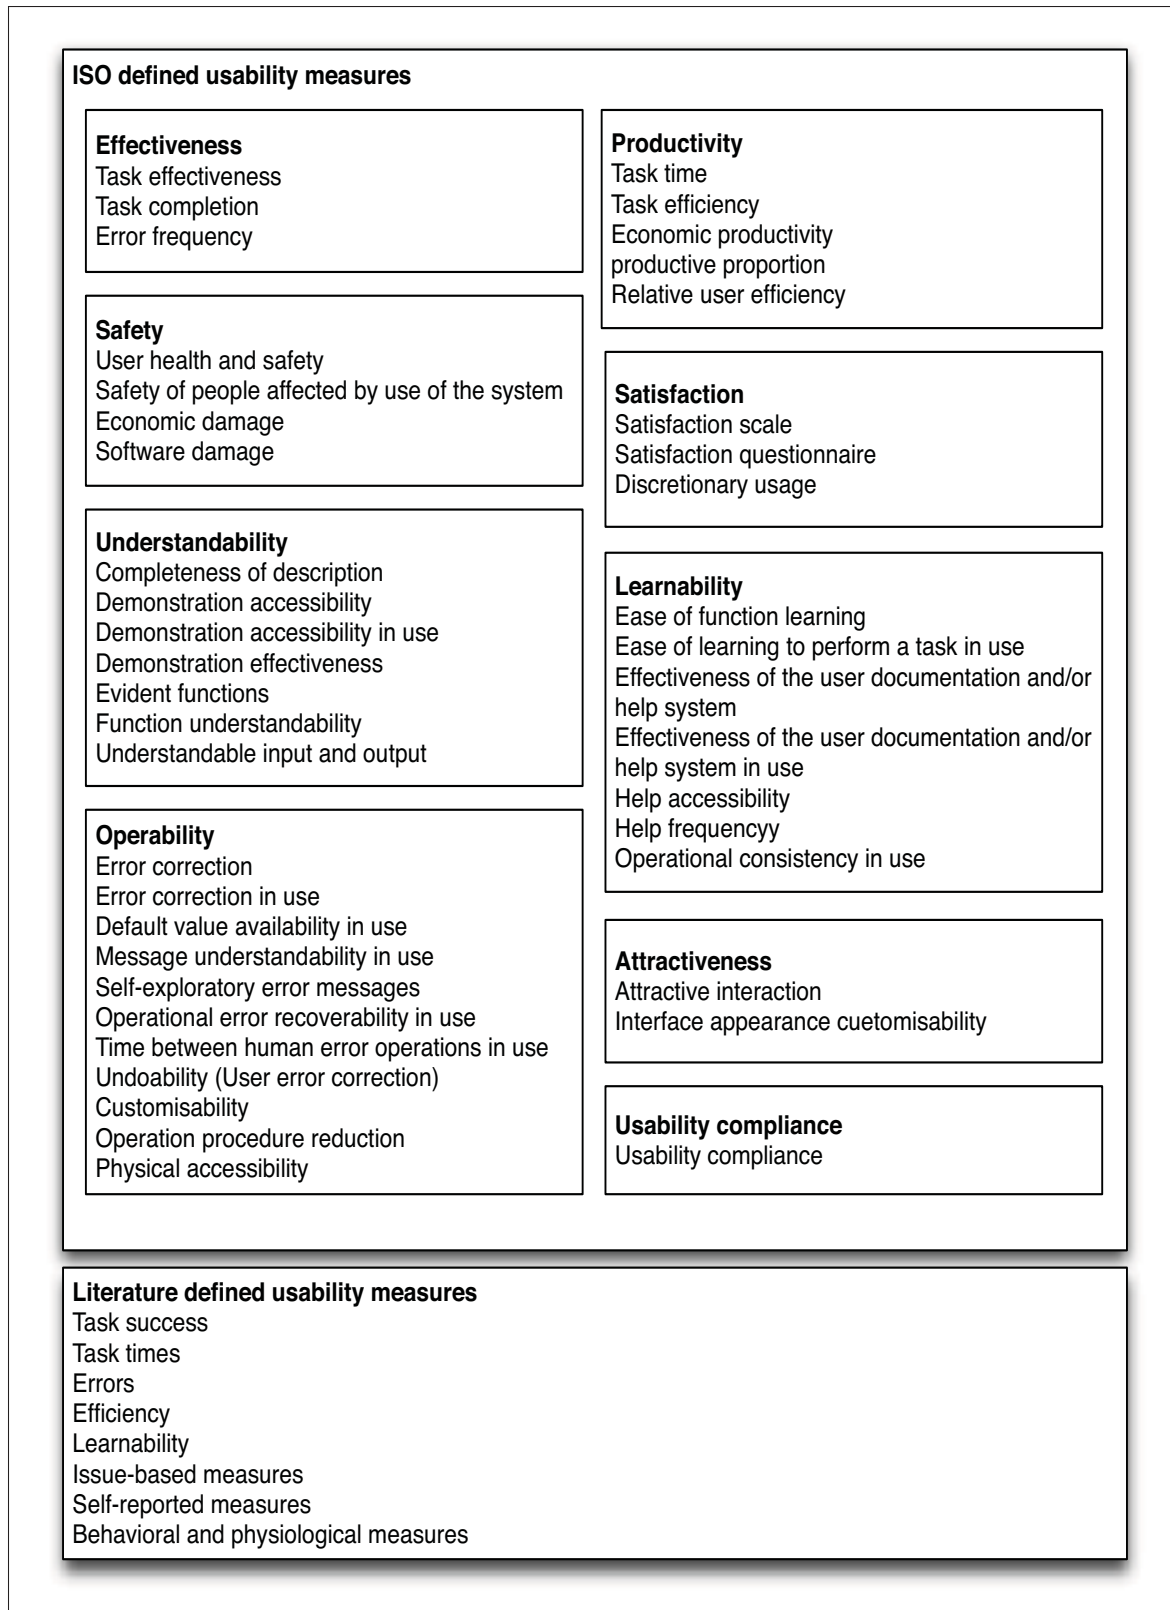 ISO defined usability measures
Effectiveness
Task effectiveness
Task completion
Error frequency
Safety
User health and safety
Safety of people affected by use of the system
Economic damage
Software damage
Understandability
Completeness of description
Demonstration accessibility
Demonstration accessibility in use
Demonstration effectiveness
Evident functions
Function understandability
Understandable input and output
Operability
Error correction
Error correction in use
Default value availability in use
Message understandability in use
Self-exploratory error messages
Operational error recoverability in use
Time between human error operations in use
Undoability (User error correction)
Customisability
Operation procedure reduction
Physical accessibility
Productivity
Task time
Task efficiency
Economic productivity
productive proportion
Relative user efficiency
Satisfaction
Satisfaction scale
Satisfaction questionnaire
Discretionary usage
Learnability
Ease of function learning
Ease of learning to perform a task in use
Effectiveness of the user documentation and/or
help system
Effectiveness of the user documentation and/or
help system in use
Help accessibility
Help frequencyy
Operational consistency in use
Attractiveness
Attractive interaction
Interface appearance cuetomisability
Usability compliance
Usability compliance
Literature defined usability measures
Task success
Task times
Errors
Efficiency
Learnability
Issue-based measures
Self-reported measures
Behavioral and physiological measures